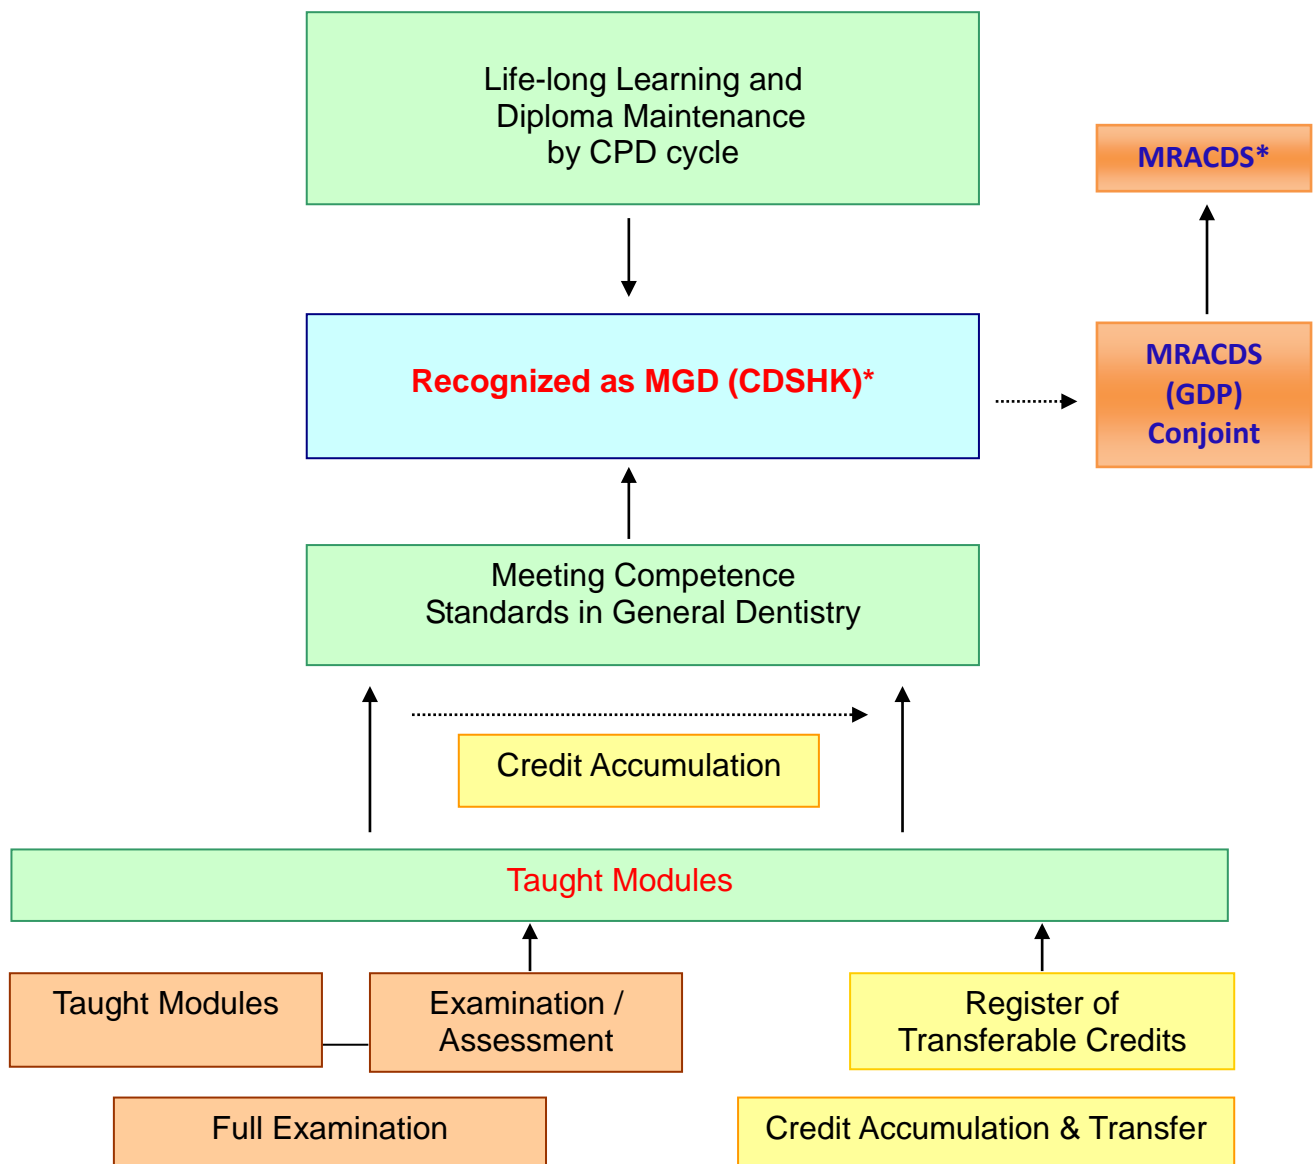 Life-long Learning and
Diploma Maintenance
by CPD cycle
MRACDS*
Recognized as MGD (CDSHK)*
MRACDS
(GDP)
Conjoint
Meeting Competence
Standards in General Dentistry
Credit Accumulation
Taught Modules
Taught Modules
Examination /
Assessment
Register of
Transferable Credits
Full Examination
Credit Accumulation & Transfer